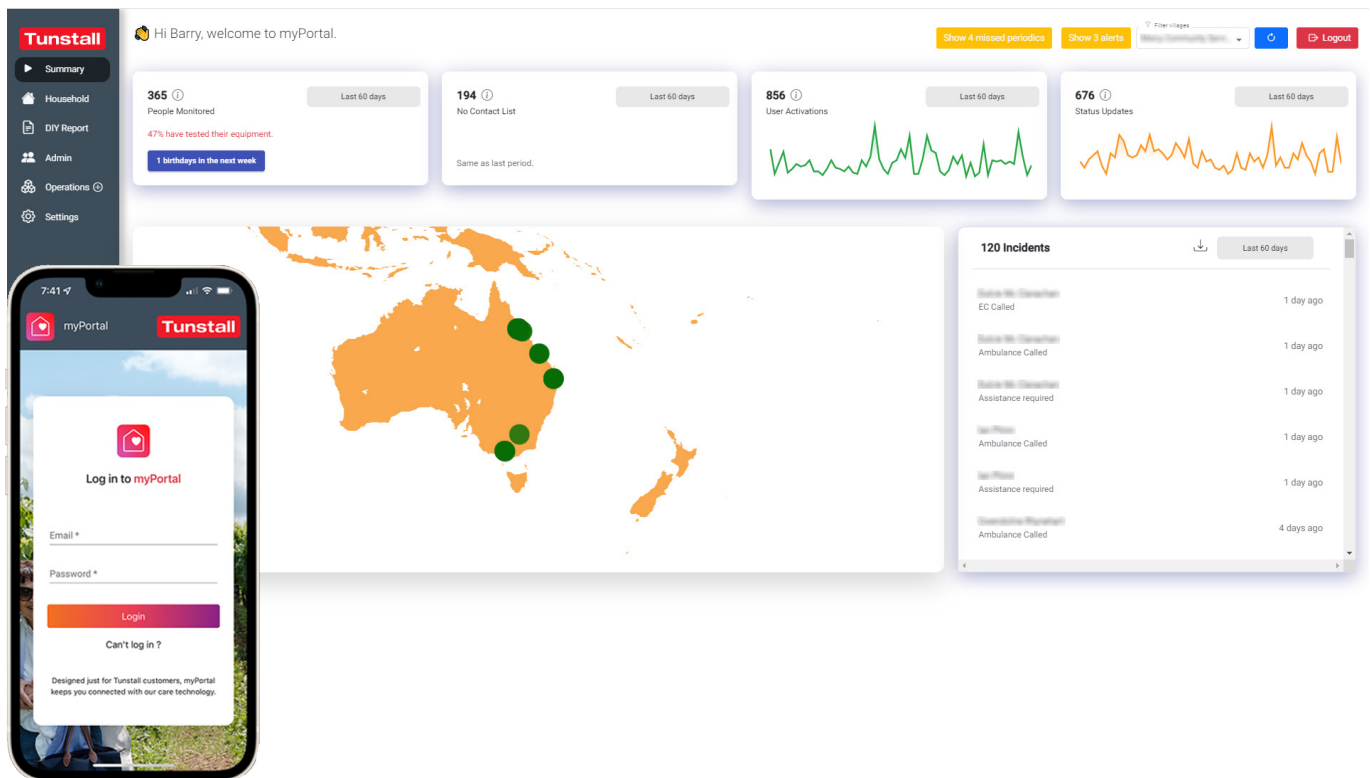 Tunstall
Hi Barry, welcome to myPortal.
Show 4 missed periodics
Show 3 alerts
Filter villages
Logout
Summary
Household
DIY Report
Admin
Operations
Settings
365
Last 60 days
People Monitored
47% have tested their equipment.
1 birthdays in the next week
194
Last 60 days
No Contact List
Same as last period.
856
Last 60 days
User Activations
676
Last 60 days
Status Updates
120 Incidents
Last 60 days
EC Called
1 day ago
Ambulance Called
1 day ago
Assistance required
1 day ago
Ambulance Called
1 day ago
Assistance required
1 day ago
Ambulance Called
4 days ago
7:41
myPortal
Tunstall
Log in to myPortal
Email *
Password *
Login
Can't log in ?
Designed just for Tunstall customers, myPortal
keeps you connected with our care technology.